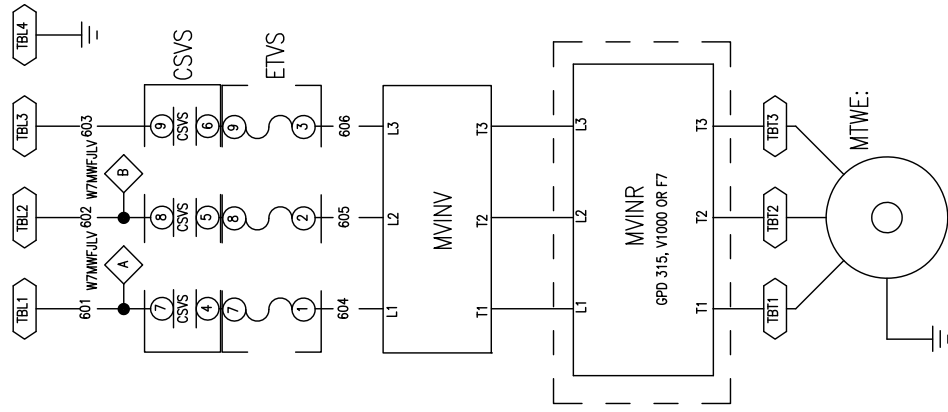 TBL1 TBL2 TBL3 TBL4
601 W7MWFJLV 602 W7MWFJLV 603
A B
7 8 9
CSVS CSVS CSVS CSVS
4 5 6
7 8 9 ETVS
1 2 3
604 605 606
L1 L2 L3
MVINV
T1 T2 T3
L1 L2 L3
MVINR
GPD 315, V1000 OR F7
T1 T2 T3
TBT1 TBT2 TBT3
MTWE: